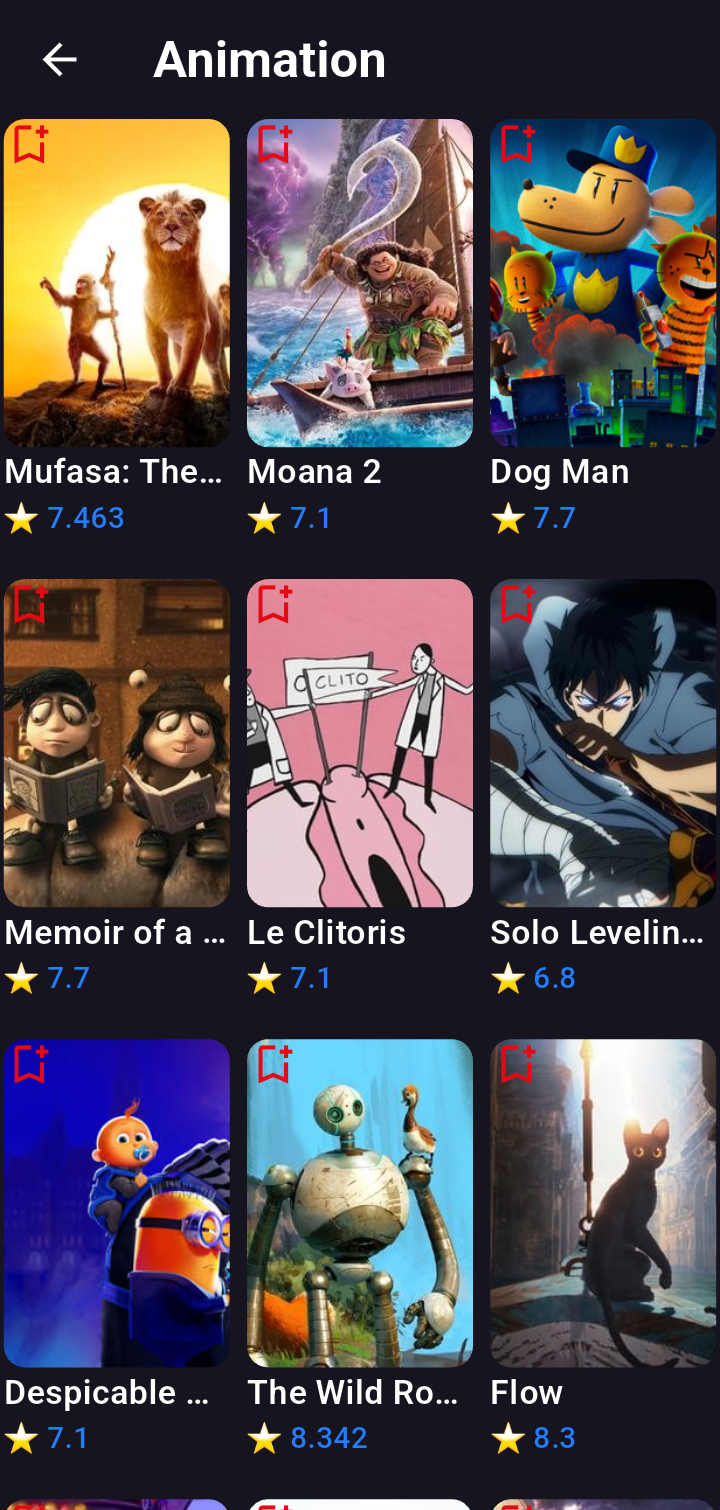 Animation
Mufasa: The...
Moana 2
Dog Man
7.463
7.1
7.7
CLITO
Memoir of a ...
Le Clitoris
Solo Levelin...
7.7
7.1
6.8
Despicable ...
The Wild Ro...
Flow
7.1
8.342
8.3